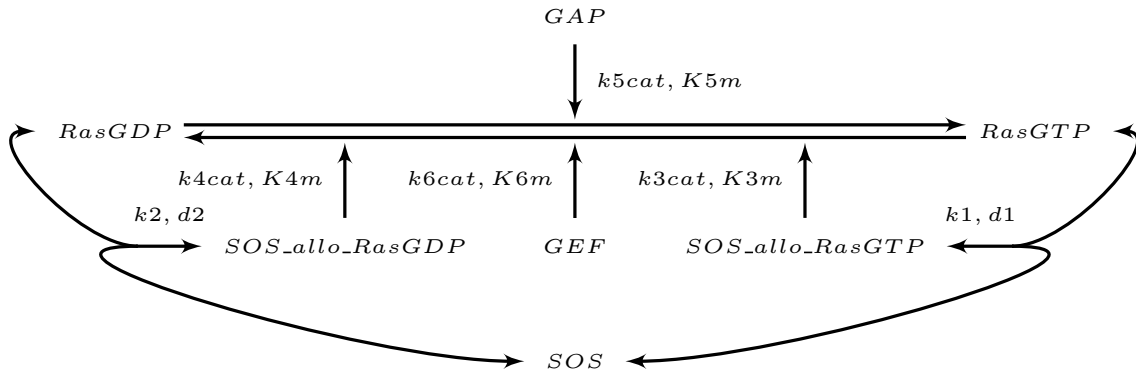 GAP
k5cat, K5m
RasGDP
RasGTP
k4cat, K4m
k6cat, K6m
k3cat, K3m
k2, d2
k1, d1
SOS_allo_RasGDP
GEF
SOS_allo_RasGTP
SOS